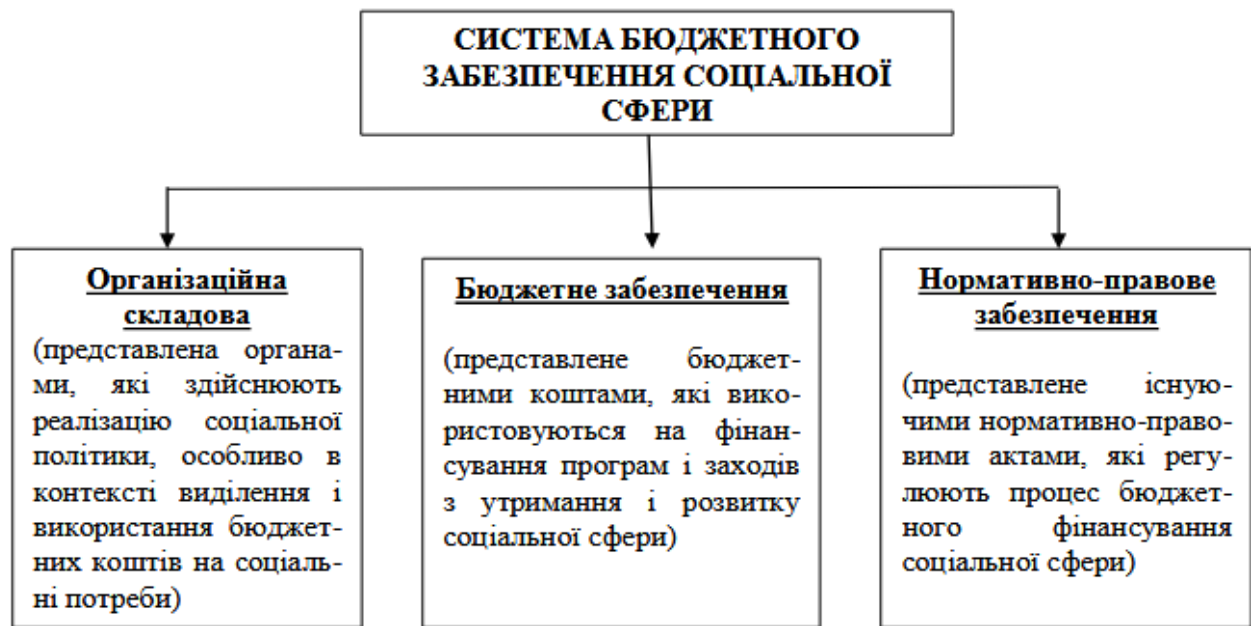 СИСТЕМА БЮДЖЕТНОГО
ЗАБЕЗПЕЧЕННЯ СОЦІАЛЬНОЇ
СФЕРИ
Організаційна
складова
(представлена органа-
ми, які здійснюють
реалізацію соціальної
політики, особливо в
контексті виділення і
використання бюджет-
них коштів на соціаль-
ні потреби)
Бюджетне забезпечення
(представлене бюджет-
ними коштами, які вико-
ристовуються на фінан-
сування програм і заходів
з утримання і розвитку
соціальної сфери)
Нормативно-правове
забезпечення
(представлене існую-
чими нормативно-право-
вими актами, які регу-
люють процес бюджет-
ного фінансування
соціальної сфери)